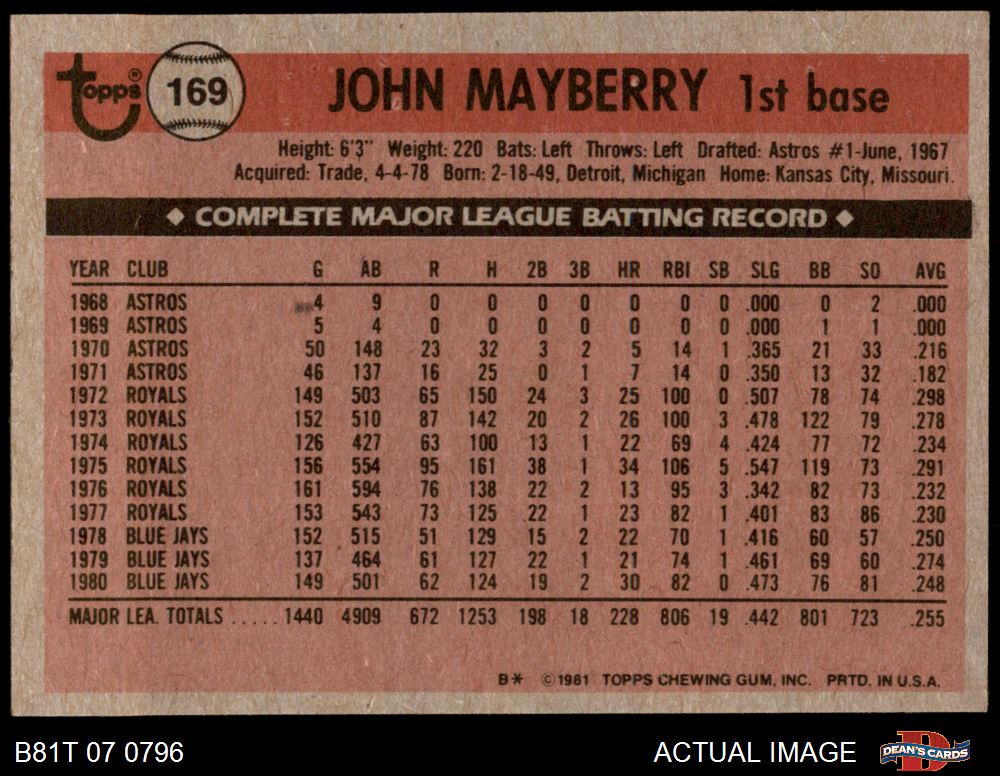 Topps® 169 JOHN MAYBERRY 1st base
Height: 6'3" Weight: 220 Bats: Left Throws: Left Drafted: Astros #1-June, 1967
Acquired: Trade, 4-4-78 Born: 2-18-49, Detroit, Michigan Home: Kansas City, Missouri.
◆ COMPLETE MAJOR LEAGUE BATTING RECORD ◆
YEAR CLUB G AB R H 2B 3B HR RBI SB SLG BB SO AVG
1968 ASTROS 4 9 0 0 0 0 0 0 0 .000 0 2 .000
1969 ASTROS 5 4 0 0 0 0 0 0 0 .000 1 1 .000
1970 ASTROS 50 148 23 32 3 2 5 14 1 .365 21 33 .216
1971 ASTROS 46 137 16 25 0 1 7 14 0 .350 13 32 .182
1972 ROYALS 149 503 65 150 24 3 25 100 0 .507 78 74 .298
1973 ROYALS 152 510 87 142 20 2 26 100 3 .478 122 79 .278
1974 ROYALS 126 427 63 100 13 1 22 69 4 .424 77 72 .234
1975 ROYALS 156 554 95 161 38 1 34 106 5 .547 119 73 .291
1976 ROYALS 161 594 76 138 22 2 13 95 3 .342 82 73 .232
1977 ROYALS 153 543 73 125 22 1 23 82 1 .401 83 86 .230
1978 BLUE JAYS 152 515 51 129 15 2 22 70 1 .416 60 57 .250
1979 BLUE JAYS 137 464 61 127 22 1 21 74 1 .461 69 60 .274
1980 BLUE JAYS 149 501 62 124 19 2 30 82 0 .473 76 81 .248
MAJOR LEA. TOTALS ..... 1440 4909 672 1253 198 18 228 806 19 .442 801 723 .255
B* ©1981 TOPPS CHEWING GUM, INC. PRTD. IN U.S.A.
B81T 07 0796 ACTUAL IMAGE DEAN'S CARDS